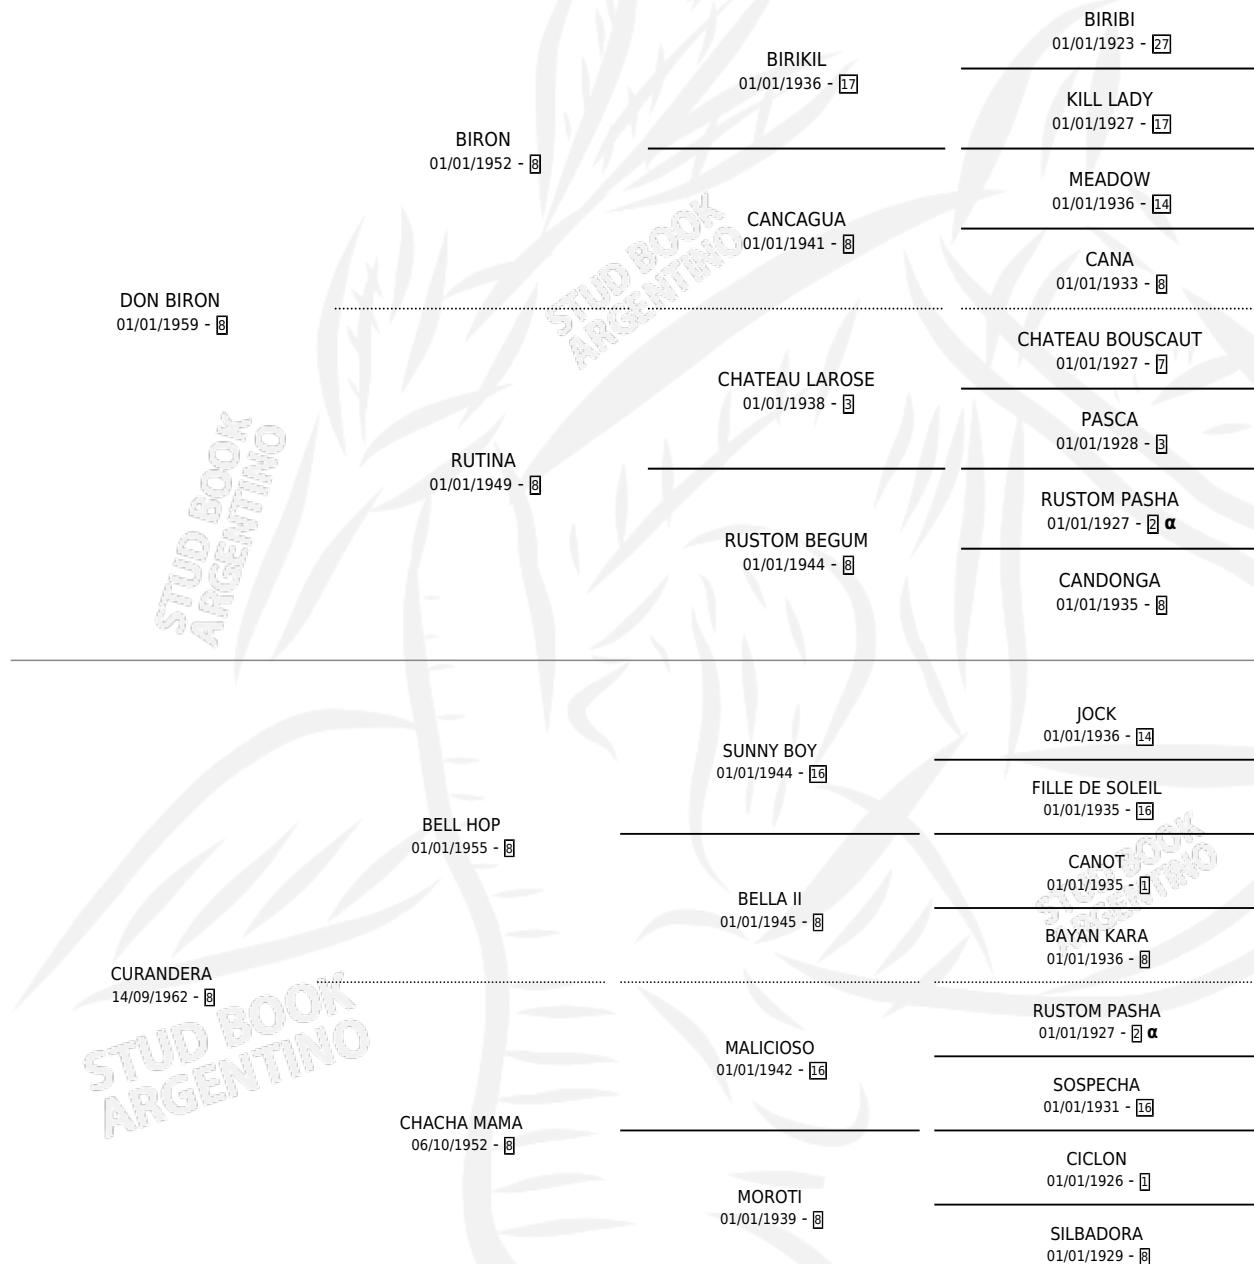 BIRIBI
01/01/1923 - 27
BIRIKIL
01/01/1936 - 17
KILL LADY
01/01/1927 - 17
BIRON
01/01/1952 - 8
MEADOW
01/01/1936 - 14
CANCAGUA
01/01/1941 - 8
CANA
01/01/1933 - 8
DON BIRON
01/01/1959 - 8
CHATEAU BOUSCAUT
01/01/1927 - 7
CHATEAU LAROSE
01/01/1938 - 3
PASCA
01/01/1928 - 3
RUTINA
01/01/1949 - 8
RUSTOM PASHA
01/01/1927 - 2 α
RUSTOM BEGUM
01/01/1944 - 8
CANDONGA
01/01/1935 - 8
JOCK
01/01/1936 - 14
SUNNY BOY
01/01/1944 - 16
FILLE DE SOLEIL
01/01/1935 - 16
BELL HOP
01/01/1955 - 8
CANOT
01/01/1935 - 1
BELLA II
01/01/1945 - 8
BAYAN KARA
01/01/1936 - 8
CURANDERA
14/09/1962 - 8
RUSTOM PASHA
01/01/1927 - 2 α
MALICIOSO
01/01/1942 - 16
SOSPECHA
01/01/1931 - 16
CHACHA MAMA
06/10/1952 - 8
CICLON
01/01/1926 - 1
MOROTI
01/01/1939 - 8
SILBADORA
01/01/1929 - 8
STUD BOOK
ARGENTINO
STUD BOOK
ARGENTINO
STUD BOOK
ARGENTINO
STUD BOOK
ARGENTINO